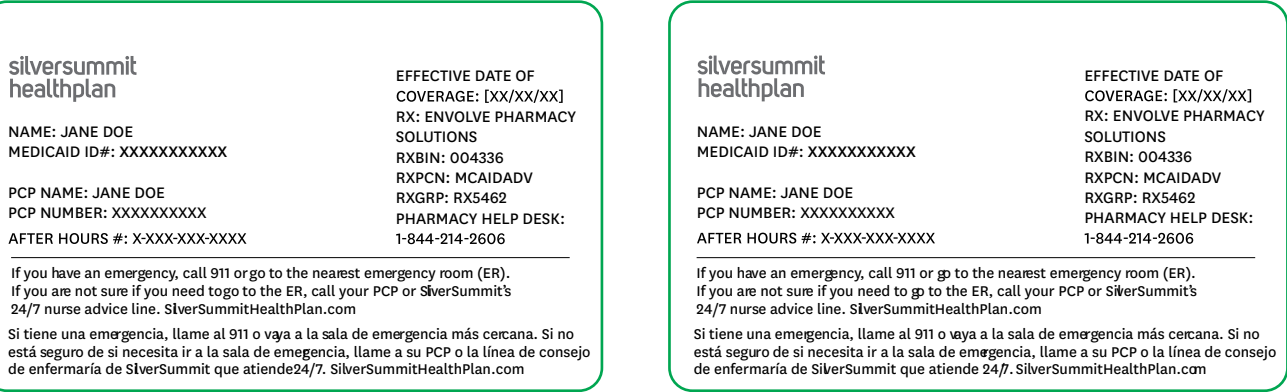 silversummit
healthplan
NAME: JANE DOE
MEDICAID ID#: XXXXXXXXXXX
PCP NAME: JANE DOE
PCP NUMBER: XXXXXXXXXX
AFTER HOURS #: X-XXX-XXX-XXXX
EFFECTIVE DATE OF
COVERAGE: [XX/XX/XX]
RX: ENVOLVE PHARMACY
SOLUTIONS
RXBIN: 004336
RXPCN: MCAIDADV
RXGRP: RX5462
PHARMACY HELP DESK:
1-844-214-2606
If you have an emergency, call 911 or go to the nearest emergency room (ER).
If you are not sure if you need to go to the ER, call your PCP or SilverSummit's
24/7 nurse advice line. SilverSummitHealthPlan.com
Si tiene una emergencia, llame al 911 o vaya a la sala de emergencia más cercana. Si no
está seguro de si necesita ir a la sala de emergencia, llame a su PCP o la línea de consejo
de enfermaría de SilverSummit que atiende24/7. SilverSummitHealthPlan.com
silversummit
healthplan
NAME: JANE DOE
MEDICAID ID#: XXXXXXXXXXX
PCP NAME: JANE DOE
PCP NUMBER: XXXXXXXXXX
AFTER HOURS #: X-XXX-XXX-XXXX
EFFECTIVE DATE OF
COVERAGE: [XX/XX/XX]
RX: ENVOLVE PHARMACY
SOLUTIONS
RXBIN: 004336
RXPCN: MCAIDADV
RXGRP: RX5462
PHARMACY HELP DESK:
1-844-214-2606
If you have an emergency, call 911 or go to the nearest emergency room (ER).
If you are not sure if you need to go to the ER, call your PCP or SilverSummit's
24/7 nurse advice line. SilverSummitHealthPlan.com
Si tiene una emergencia, llame al 911 o vaya a la sala de emergencia más cercana. Si no
está seguro de si necesita ir a la sala de emergencia, llame a su PCP o la línea de consejo
de enfermaría de SilverSummit que atiende 24/7. SilverSummitHealthPlan.com